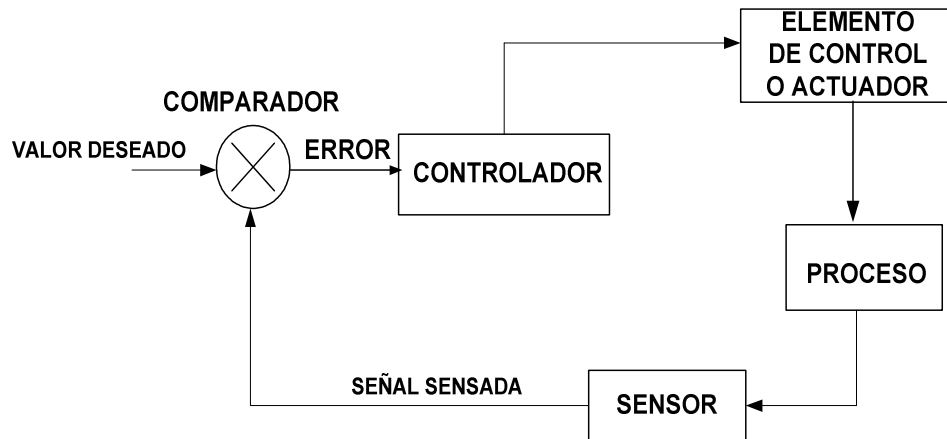 ELEMENTO
DE CONTROL
O ACTUADOR
COMPARADOR
VALOR DESEADO
ERROR
CONTROLADOR
PROCESO
SEÑAL SENSADA
SENSOR